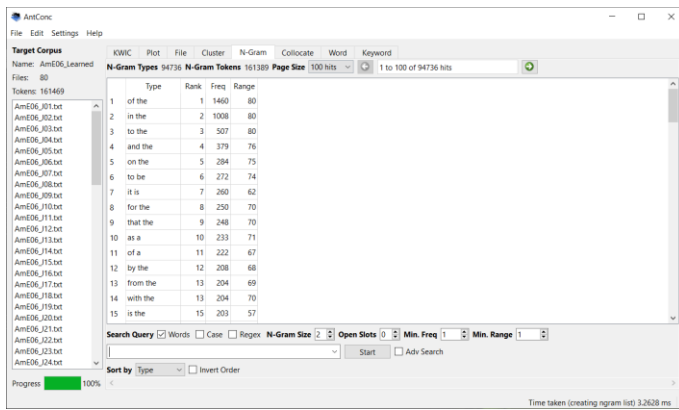 AntConc
File Edit Settings Help
Target Corpus
Name: AmE06_Learned
Files: 80
Tokens: 161469
AmE06_J01.txt
AmE06_J02.txt
AmE06_J03.txt
AmE06_J04.txt
AmE06_J05.txt
AmE06_J06.txt
AmE06_J07.txt
AmE06_J08.txt
AmE06_J09.txt
AmE06_J10.txt
AmE06_J11.txt
AmE06_J12.txt
AmE06_J13.txt
AmE06_J14.txt
AmE06_J15.txt
AmE06_J16.txt
AmE06_J17.txt
AmE06_J18.txt
AmE06_J19.txt
AmE06_J20.txt
AmE06_J21.txt
AmE06_J22.txt
AmE06_J23.txt
AmE06_J24.txt
Progress 100%
KWIC Plot File Cluster N-Gram Collocate Word Keyword
N-Gram Types 94736 N-Gram Tokens 161389 Page Size 100 hits 1 to 100 of 94736 hits
Type Rank Freq Range
1 of the 1 1460 80
2 in the 2 1008 80
3 to the 3 507 80
4 and the 4 379 76
5 on the 5 284 75
6 to be 6 272 74
7 it is 7 260 62
8 for the 8 250 70
9 that the 9 248 70
10 as a 10 233 71
11 of a 11 222 67
12 by the 12 208 68
13 from the 13 204 69
14 with the 13 204 70
15 is the 15 203 57
Search Query Words Case Regex N-Gram Size 2 Open Slots 0 Min. Freq 1 Min. Range 1
Start Adv Search
Sort by Type Invert Order
Time taken (creating ngram list) 3.2628 ms